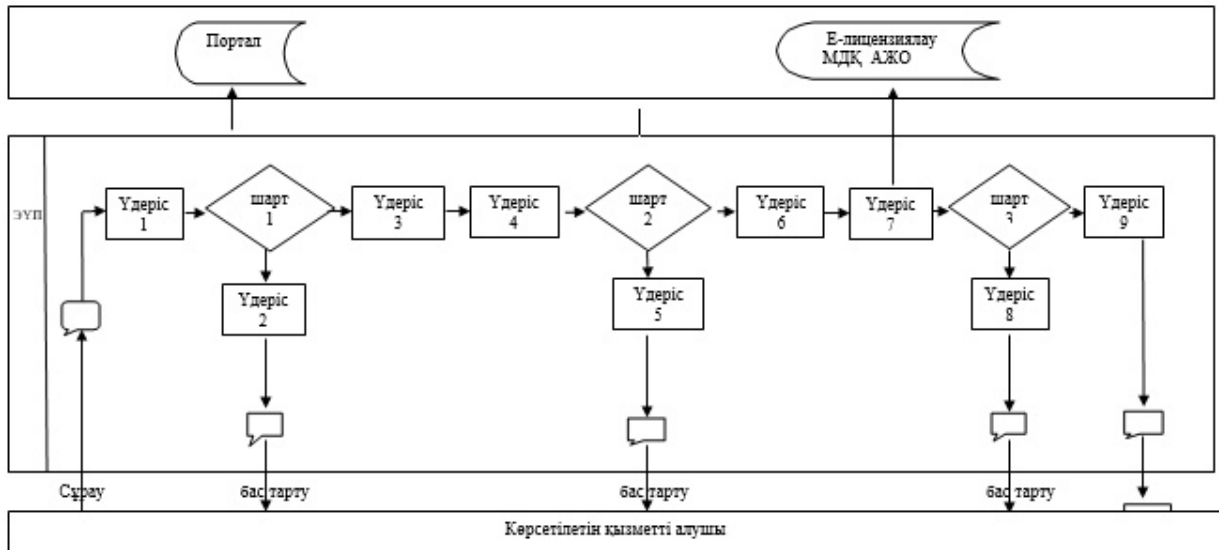 Портал
Е-лицензиялау
МДҚ АЖО
ЭҮП
Үдеріс
1
шарт
1
Үдеріс
3
Үдеріс
4
шарт
2
Үдеріс
6
Үдеріс
7
шарт
3
Үдеріс
9
Үдеріс
2
Үдеріс
5
Үдеріс
8
Сұрау
бас тарту
бас тарту
бас тарту
Көрсетілетін қызметті алушы